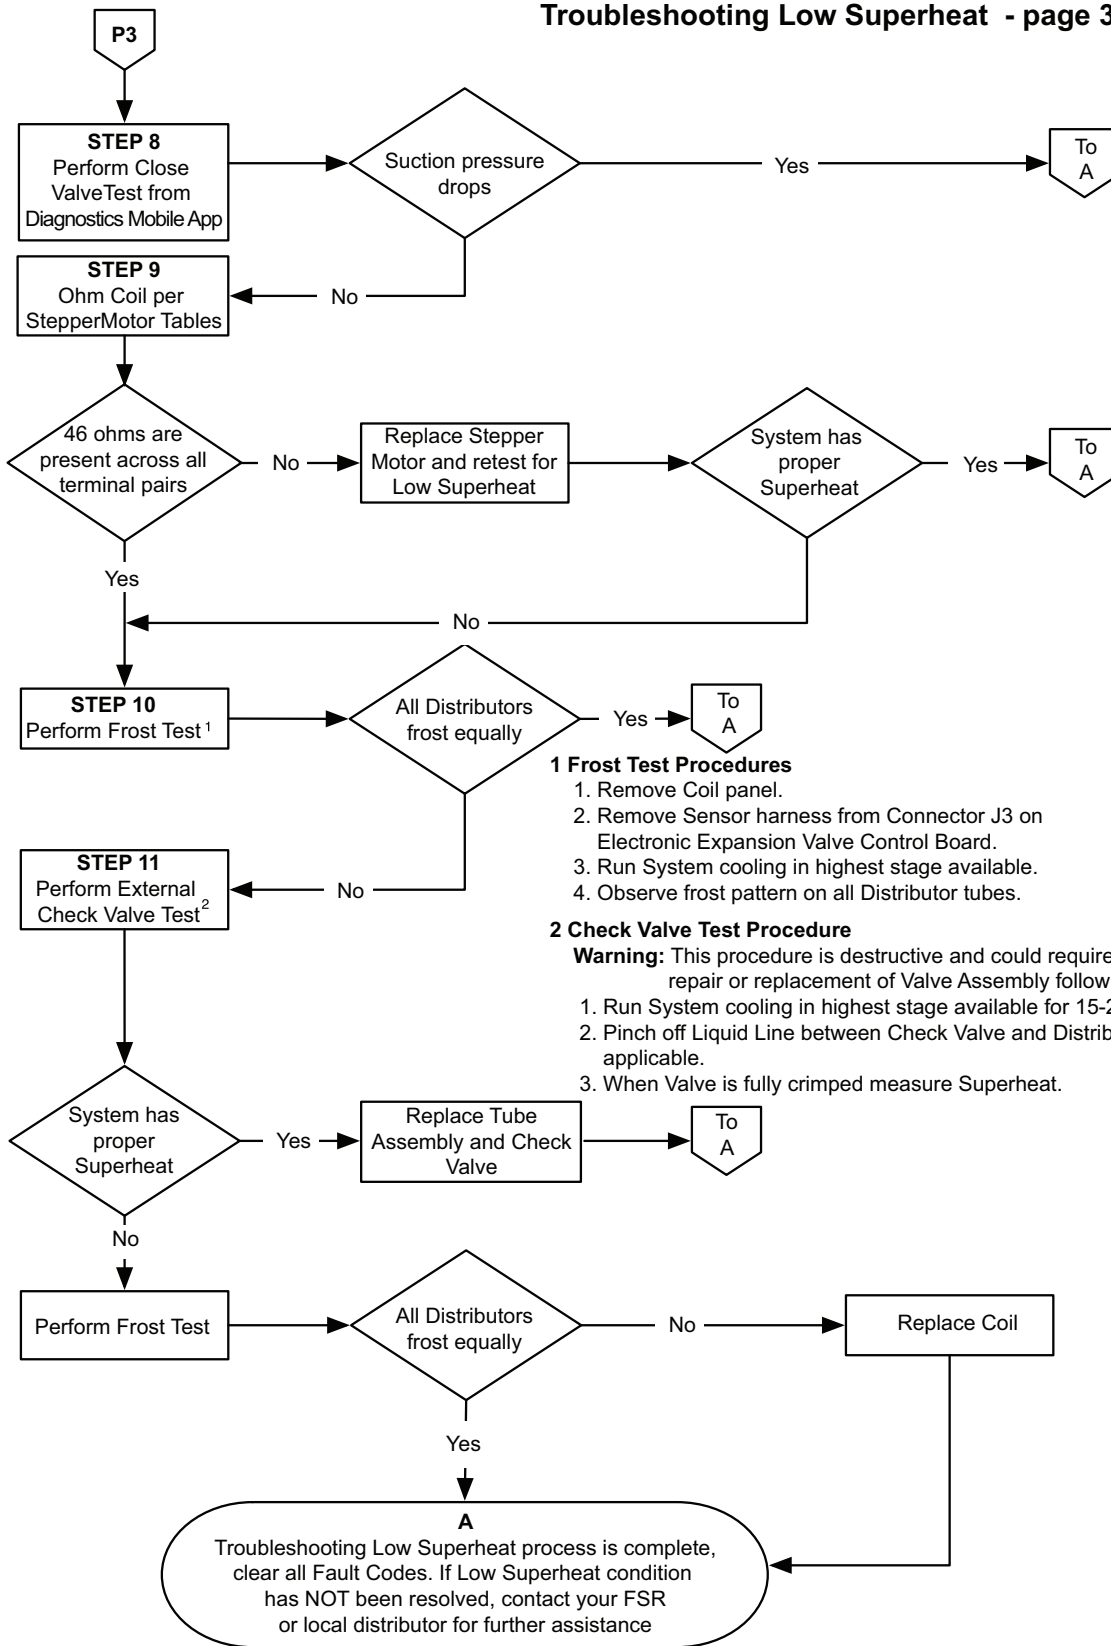 Troubleshooting Low Superheat - page 3
P3
STEP 8
Perform Close
ValveTest from
Diagnostics Mobile App
Suction pressure
drops
Yes
To
A
STEP 9
Ohm Coil per
StepperMotor Tables
No
46 ohms are
present across all
terminal pairs
No
Replace Stepper
Motor and retest for
Low Superheat
System has
proper
Superheat
Yes
To
A
Yes
No
STEP 10
Perform Frost Test 1
All Distributors
frost equally
Yes
To
A
1 Frost Test Procedures
1. Remove Coil panel.
2. Remove Sensor harness from Connector J3 on
Electronic Expansion Valve Control Board.
3. Run System cooling in highest stage available.
4. Observe frost pattern on all Distributor tubes.
STEP 11
Perform External
Check Valve Test 2
No
2 Check Valve Test Procedure
Warning: This procedure is destructive and could require
repair or replacement of Valve Assembly follow
1. Run System cooling in highest stage available for 15-2
2. Pinch off Liquid Line between Check Valve and Distrib
applicable.
3. When Valve is fully crimped measure Superheat.
System has
proper
Superheat
Yes
Replace Tube
Assembly and Check
Valve
To
A
No
Perform Frost Test
All Distributors
frost equally
No
Replace Coil
Yes
A
Troubleshooting Low Superheat process is complete,
clear all Fault Codes. If Low Superheat condition
has NOT been resolved, contact your FSR
or local distributor for further assistance